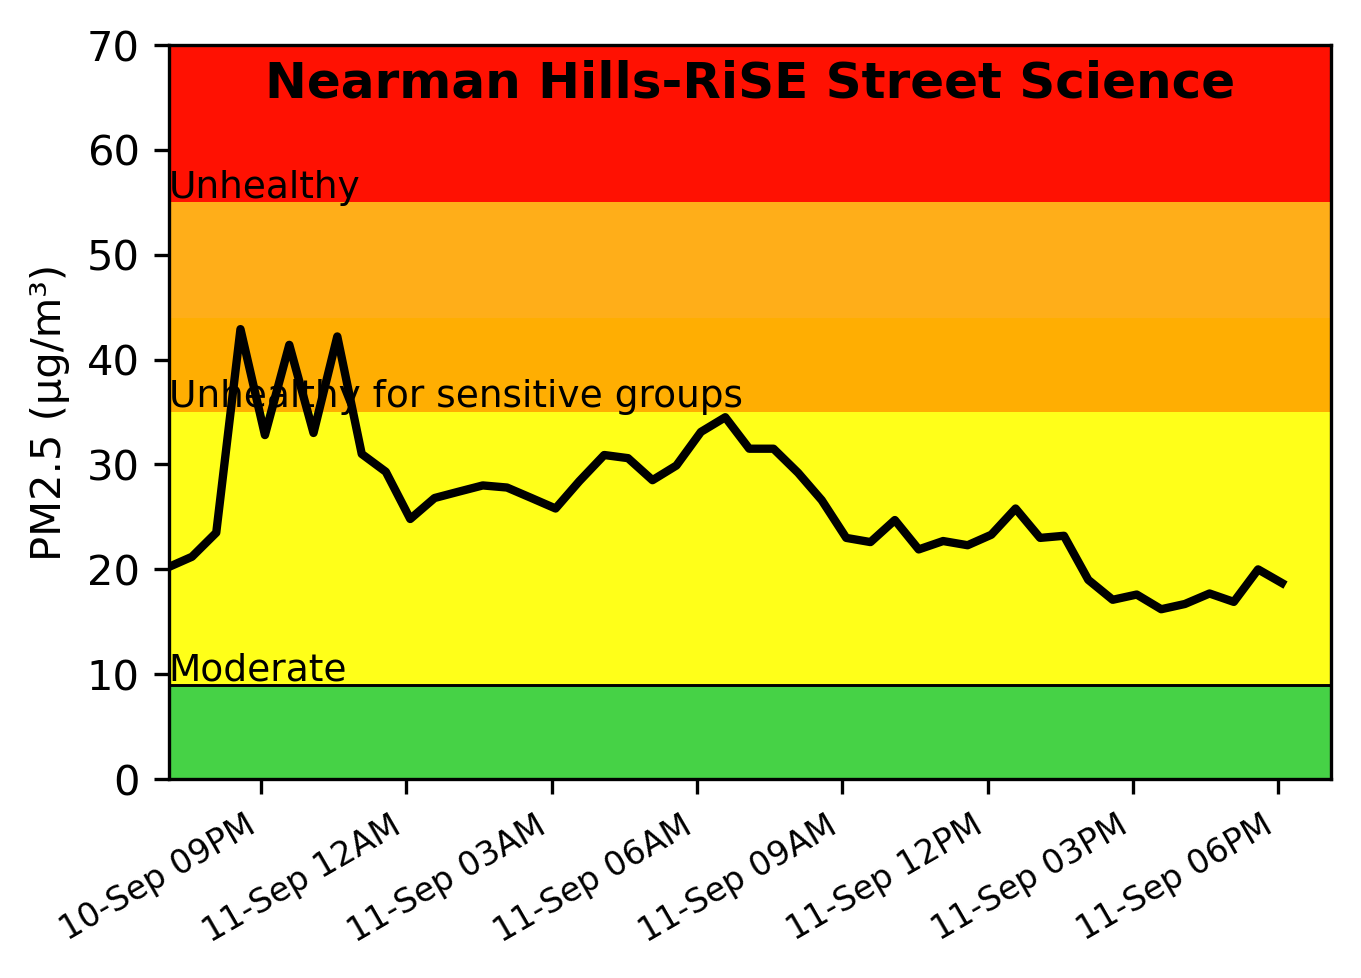 Nearman Hills-RiSE Street Science
70
60
Unhealthy
50
40
Unhealthy for sensitive groups
30
20
Moderate
10
0
PM2.5 (µg/m³)
10-Sep 09PM
11-Sep 12AM
11-Sep 03AM
11-Sep 06AM
11-Sep 09AM
11-Sep 12PM
11-Sep 03PM
11-Sep 06PM